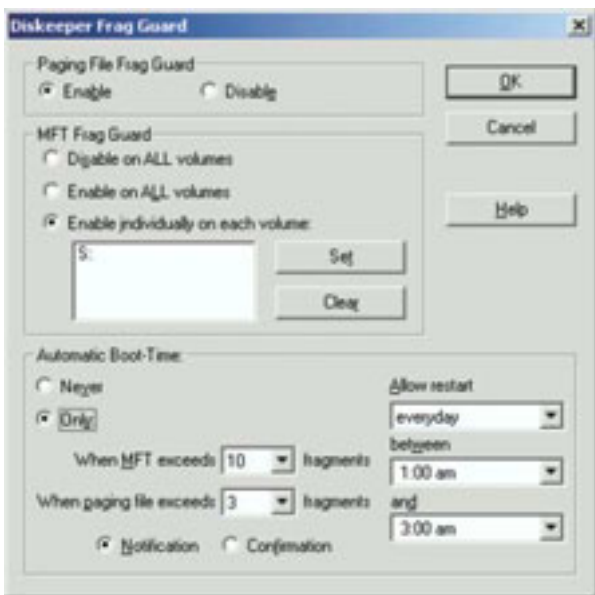 Diskeeper Frag Guard
Paging File Frag Guard
Enable
Disable
OK
Cancel
Help
MFT Frag Guard
Disable on ALL volumes
Enable on ALL volumes
Enable individually on each volume:
S:
Set
Clear
Automatic Boot-Time:
Never
Only:
When MFT exceeds 10 fragments
When paging file exceeds 3 fragments
Notification
Confirmation
Allow restart
everyday
between
1:00 am
and
3:00 am